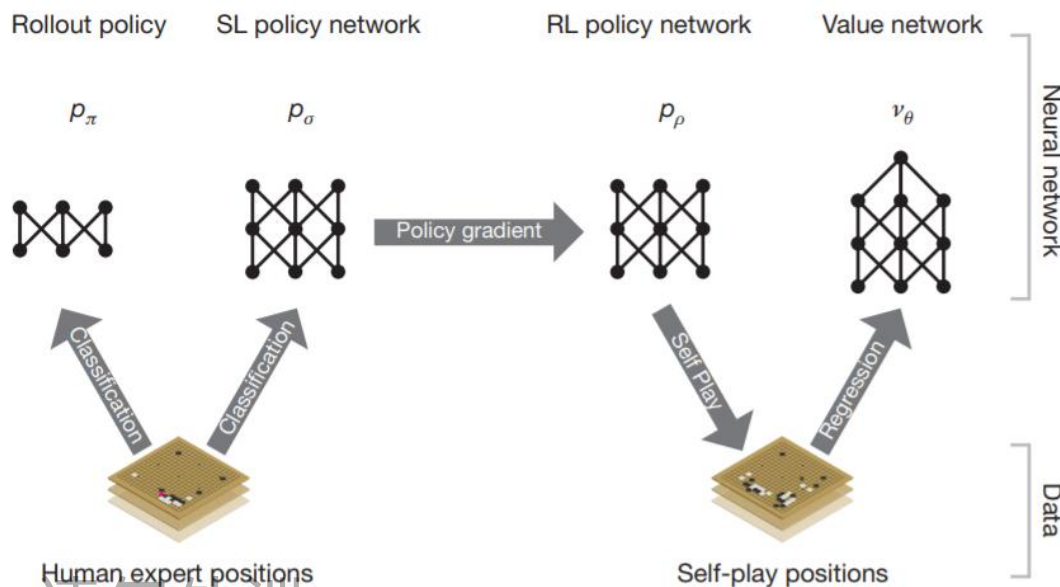 Rollout policy SL policy network RL policy network Value network
pπ pσ pρ νθ
Neural network
Policy gradient
Classification Classification Self Play Regression
Data
Human expert positions Self-play positions